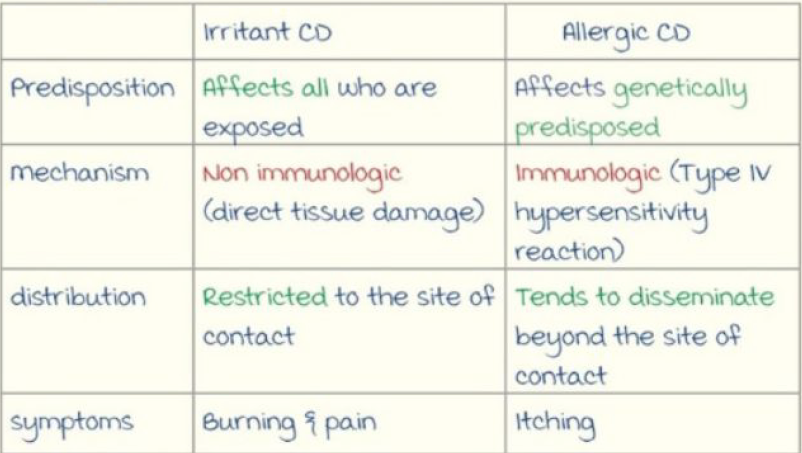 Irritant CD
Allergic CD
Predisposition
Affects all who are
exposed
Affects genetically
predisposed
mechanism
Non immunologic
(direct tissue damage)
Immunologic (Type IV
hypersensitivity
reaction)
distribution
Restricted to the site of
contact
Tends to disseminate
beyond the site of
contact
symptoms
Burning & pain
Itching